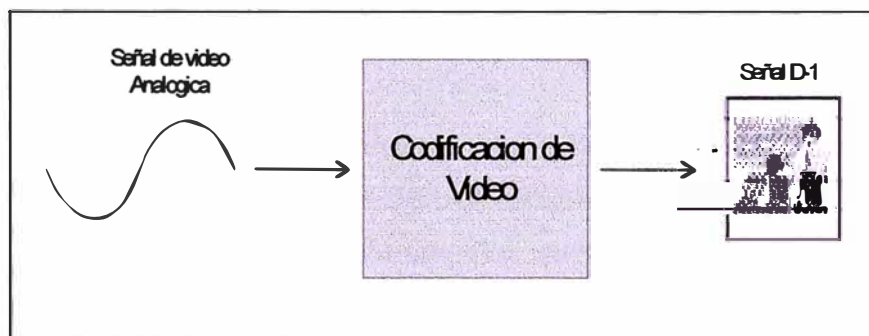 Señal de video
Analogica
Señal D-1
Codificacion de
Video